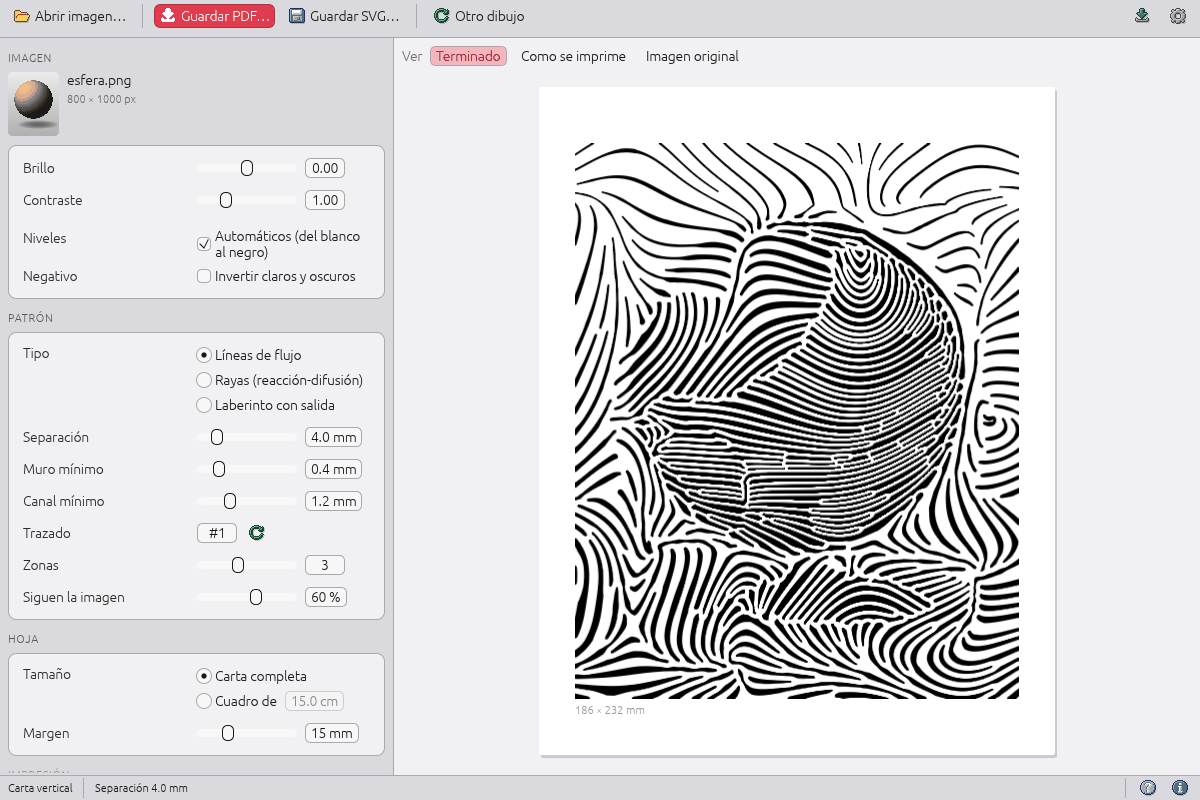 Abrir imagen...
Guardar PDF...
Guardar SVG...
Otro dibujo
IMAGEN
esfera.png
800 × 1000 px
Brillo 0.00
Contraste 1.00
Niveles Automáticos (del blanco
al negro)
Negativo Invertir claros y oscuros
PATRÓN
Tipo Líneas de flujo
Rayas (reacción-difusión)
Laberinto con salida
Separación 4.0 mm
Muro mínimo 0.4 mm
Canal mínimo 1.2 mm
Trazado #1
Zonas 3
Siguen la imagen 60 %
HOJA
Tamaño Carta completa
Cuadro de 15.0 cm
Margen 15 mm
Ver Terminado Como se imprime Imagen original
186 × 232 mm
Carta vertical Separación 4.0 mm